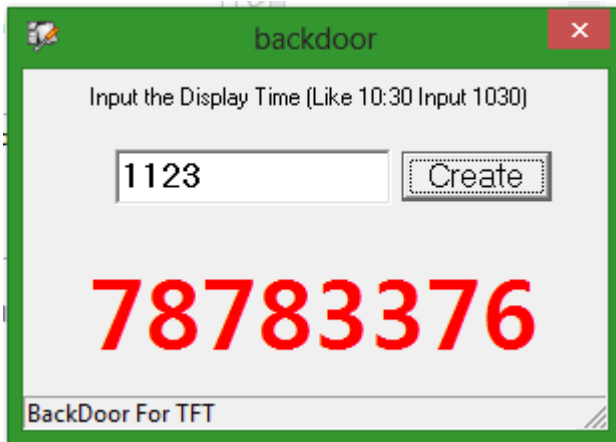 backdoor
Input the Display Time (Like 10:30 Input 1030)
1123 Create
78783376
BackDoor For TFT